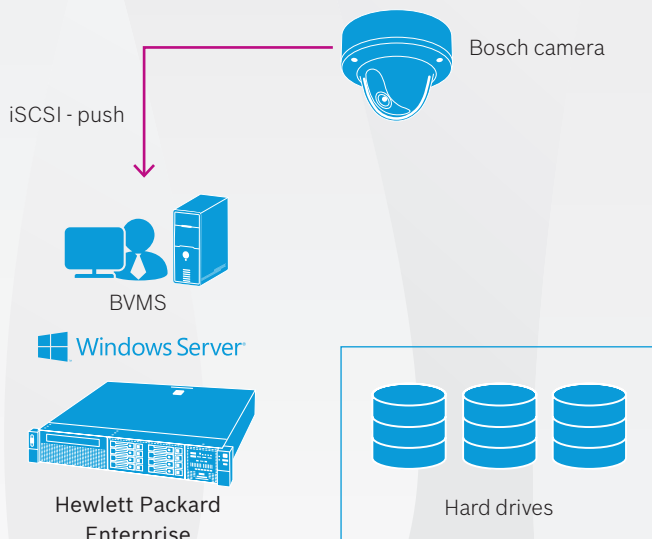 Bosch camera
iSCSI - push
BVMS
Windows Server
Hewlett Packard
Enterprise
Hard drives